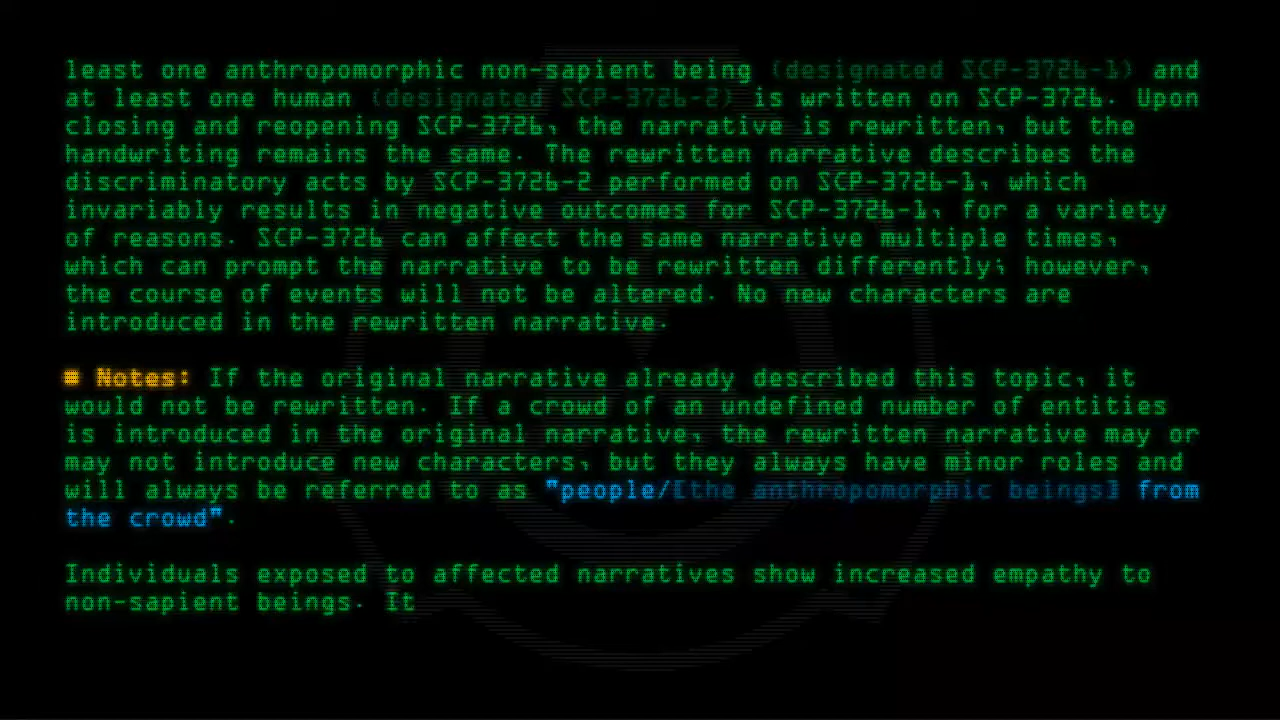 least one anthropomorphic non-sapient being (designated SCP-3726-1) and
at least one human (designated SCP-3726-2) is written on SCP-3726. Upon
closing and reopening SCP-3726, the narrative is rewritten, but the
handwriting remains the same. The rewritten narrative describes the
discriminatory acts by SCP-3726-2 performed on SCP-3726-1, which
invariably results in negative outcomes for SCP-3726-1, for a variety
of reasons. SCP-3726 can affect the same narrative multiple times,
which can prompt the narrative to be rewritten differently; however,
the course of events will not be altered. No new characters are
introduced in the rewritten narrative.
Notes: If the original narrative already described this topic, it
would not be rewritten. If a crowd of an undefined number of entities
is introduced in the original narrative, the rewritten narrative may or
may not introduce new characters, but they always have minor roles and
will always be referred to as "people/[the anthropomorphic beings] from
the crowd".
Individuals exposed to affected narratives show increased empathy to
non-sapient beings. It